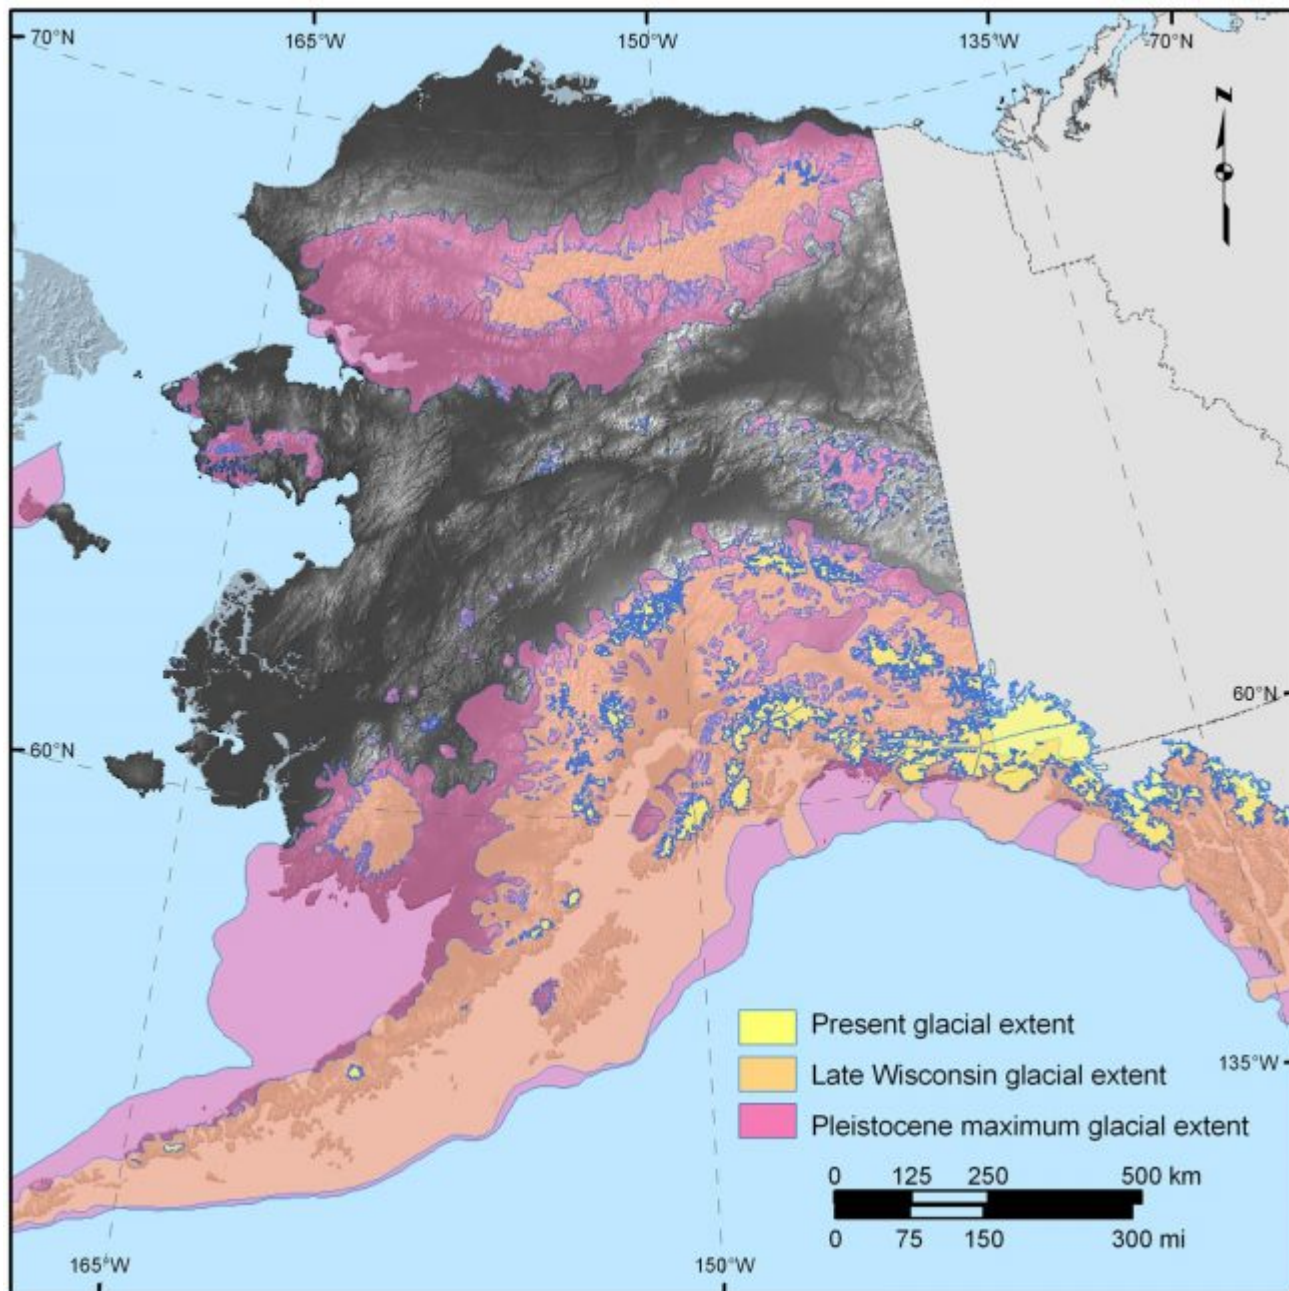 70°N
165°W
150°W
135°W
70°N
N
60°N
60°N
Present glacial extent
Late Wisconsin glacial extent
135°W
Pleistocene maximum glacial extent
0 125 250 500 km
0 75 150 300 mi
165°W
150°W